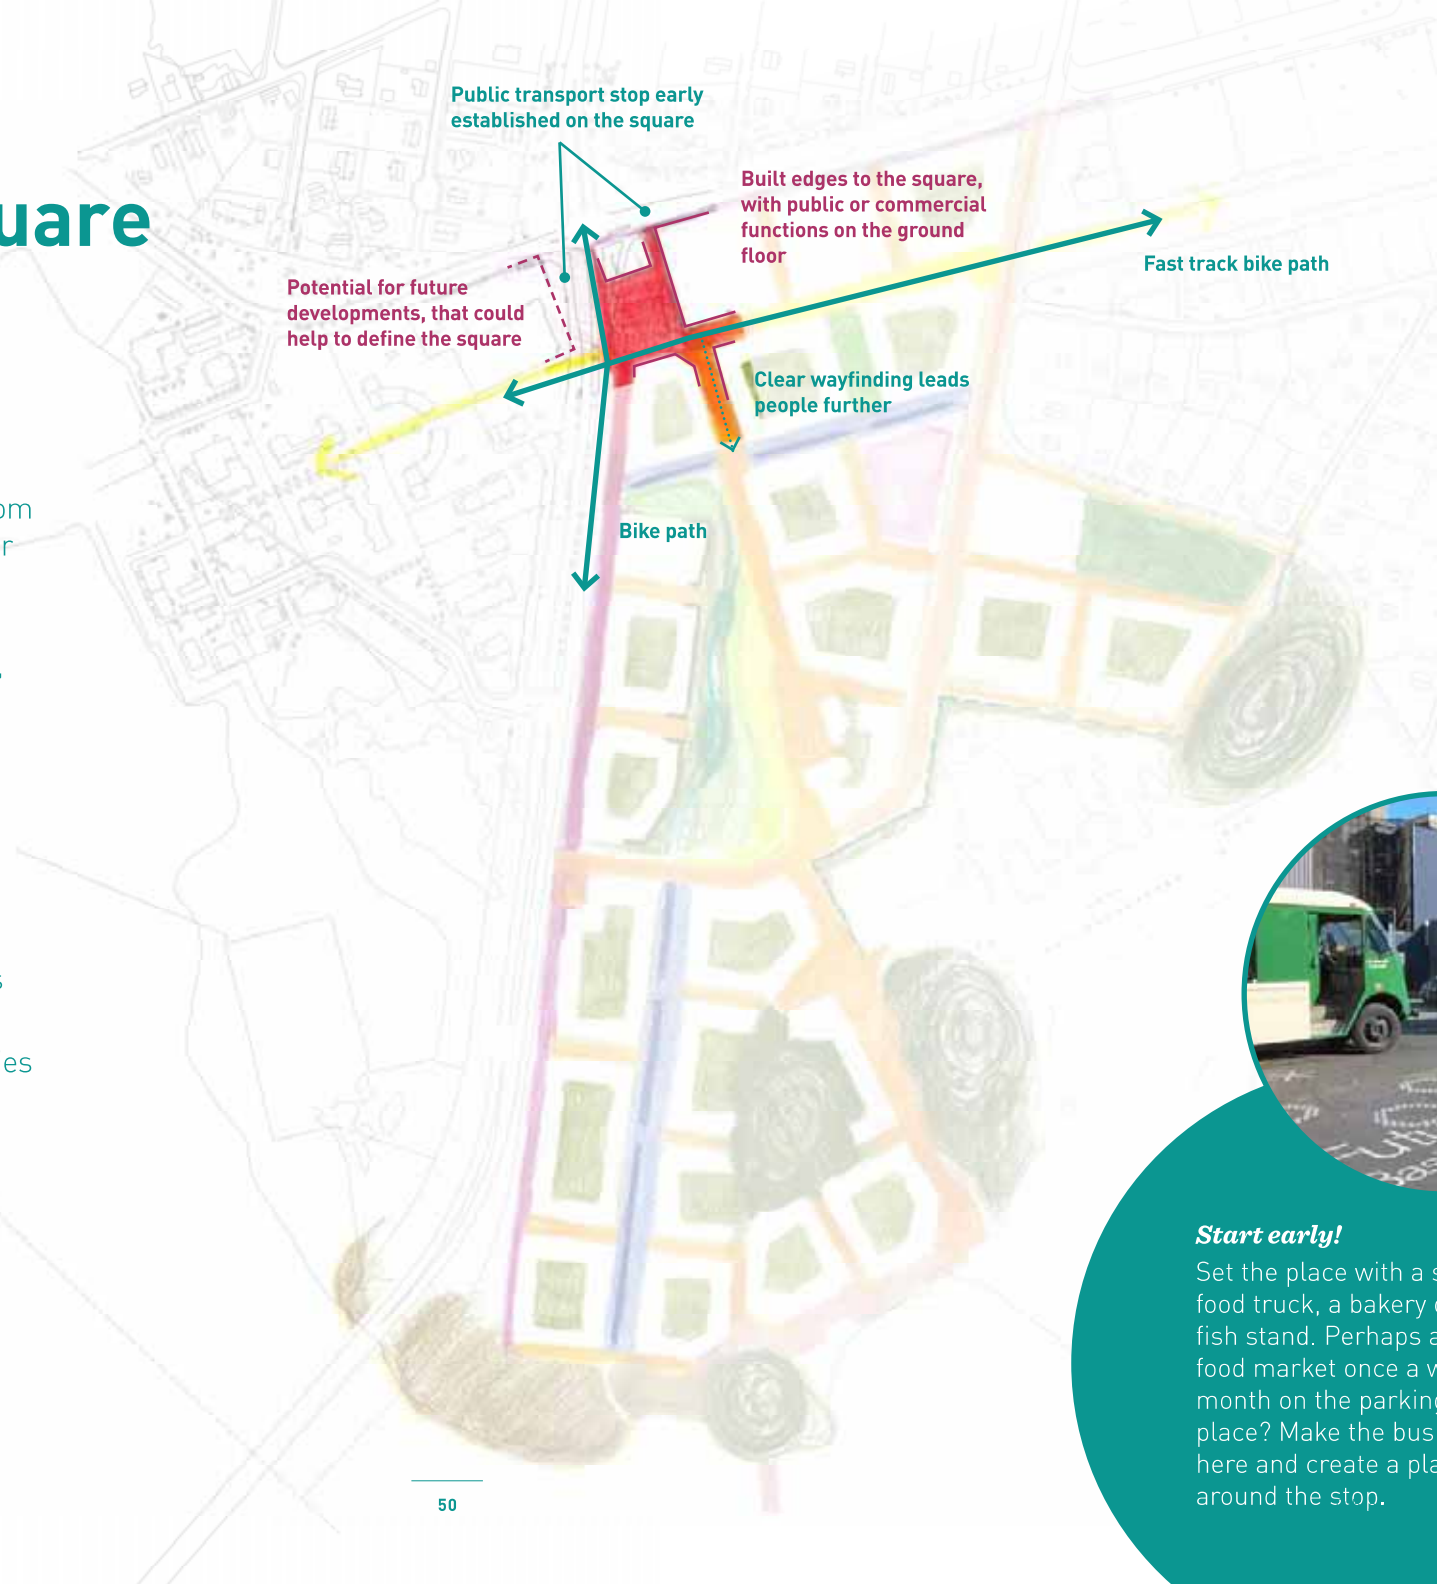 uare
Public transport stop early
established on the square
Built edges to the square,
with public or commercial
functions on the ground
floor
Fast track bike path
Potential for future
developments, that could
help to define the square
Clear wayfinding leads
people further
Bike path
om
r
s
es
Start early!
Set the place with a s
food truck, a bakery
fish stand. Perhaps a
food market once a w
month on the parking
place? Make the bus
here and create a pla
around the stop.
50